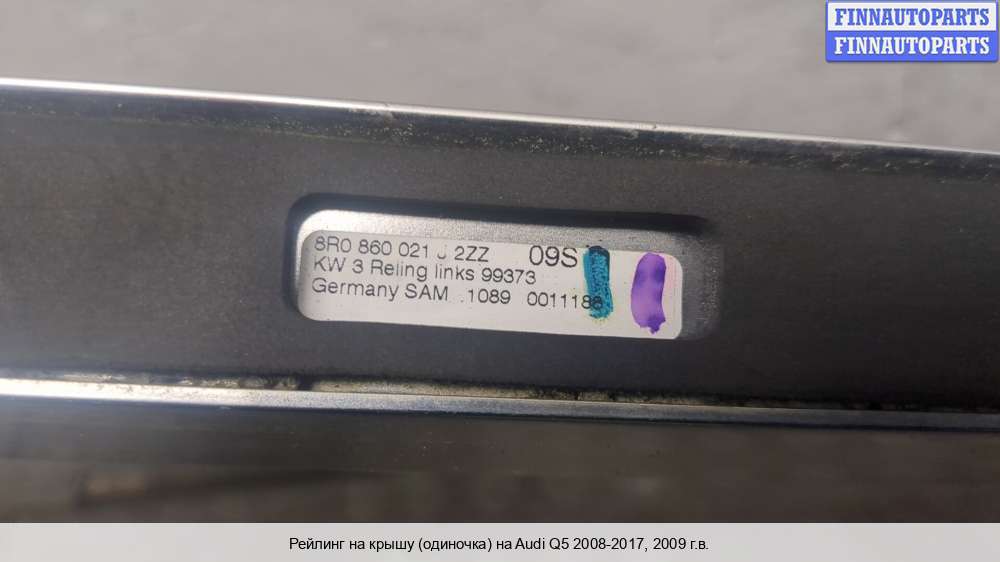 FINNAUTOPARTS
FINNAUTOPARTS
8R0 860 021 J 2ZZ 09S
KW 3 Reling links 99373
Germany SAM .1089 0011188
Рейлинг на крышу (одиночка) на Audi Q5 2008-2017, 2009 г.в.